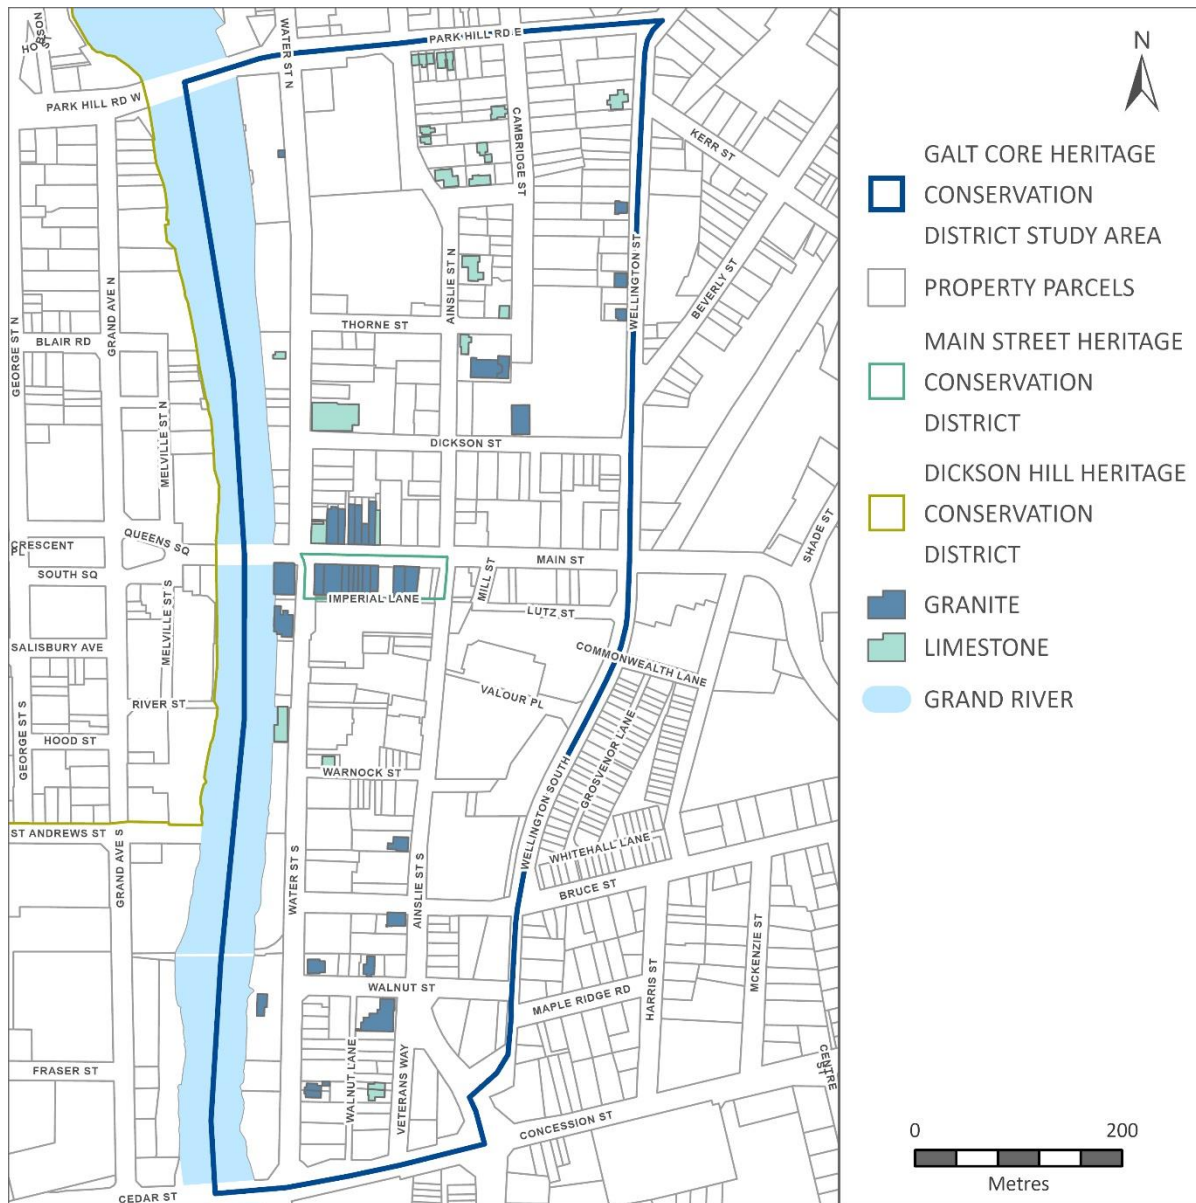 HOBSON ST
WATER ST N
PARK HILL RD E
N
PARK HILL RD W
CAMBRIDGE ST
KERR ST
GALT CORE HERITAGE
CONSERVATION
DISTRICT STUDY AREA
PROPERTY PARCELS
MAIN STREET HERITAGE
CONSERVATION
DISTRICT
DICKSON HILL HERITAGE
CONSERVATION
DISTRICT
GRANITE
LIMESTONE
GRAND RIVER
GEORGE ST N
GRAND AVE N
AINSLIE ST N
WELLINGTON ST
BEVERLY ST
THORNE ST
BLAIR RD
MELVILLE ST N
DICKSON ST
SHADE ST
QUEENS SQ
CRESCENT
PL
SOUTH SQ
MAIN ST
MILL ST
IMPERIAL LANE
LUTZ ST
MELVILLE ST S
SALISBURY AVE
COMMONWEALTH LANE
VALOUR PL
RIVER ST
GEORGE ST S
HOOD ST
GROSVENOR LANE
WARNOCK ST
WELLINGTON SOUTH
ST ANDREWS ST
GRAND AVE S
WATER ST S
AINSLIE ST S
WHITEHALL LANE
BRUCE ST
MCKENZIE ST
HARRIS ST
WALNUT ST
MAPLE RIDGE RD
FRASER ST
WALNUT LANE
VETERANS WAY
CENTRE ST
CONCESSION ST
CEDAR ST
0 200
Metres